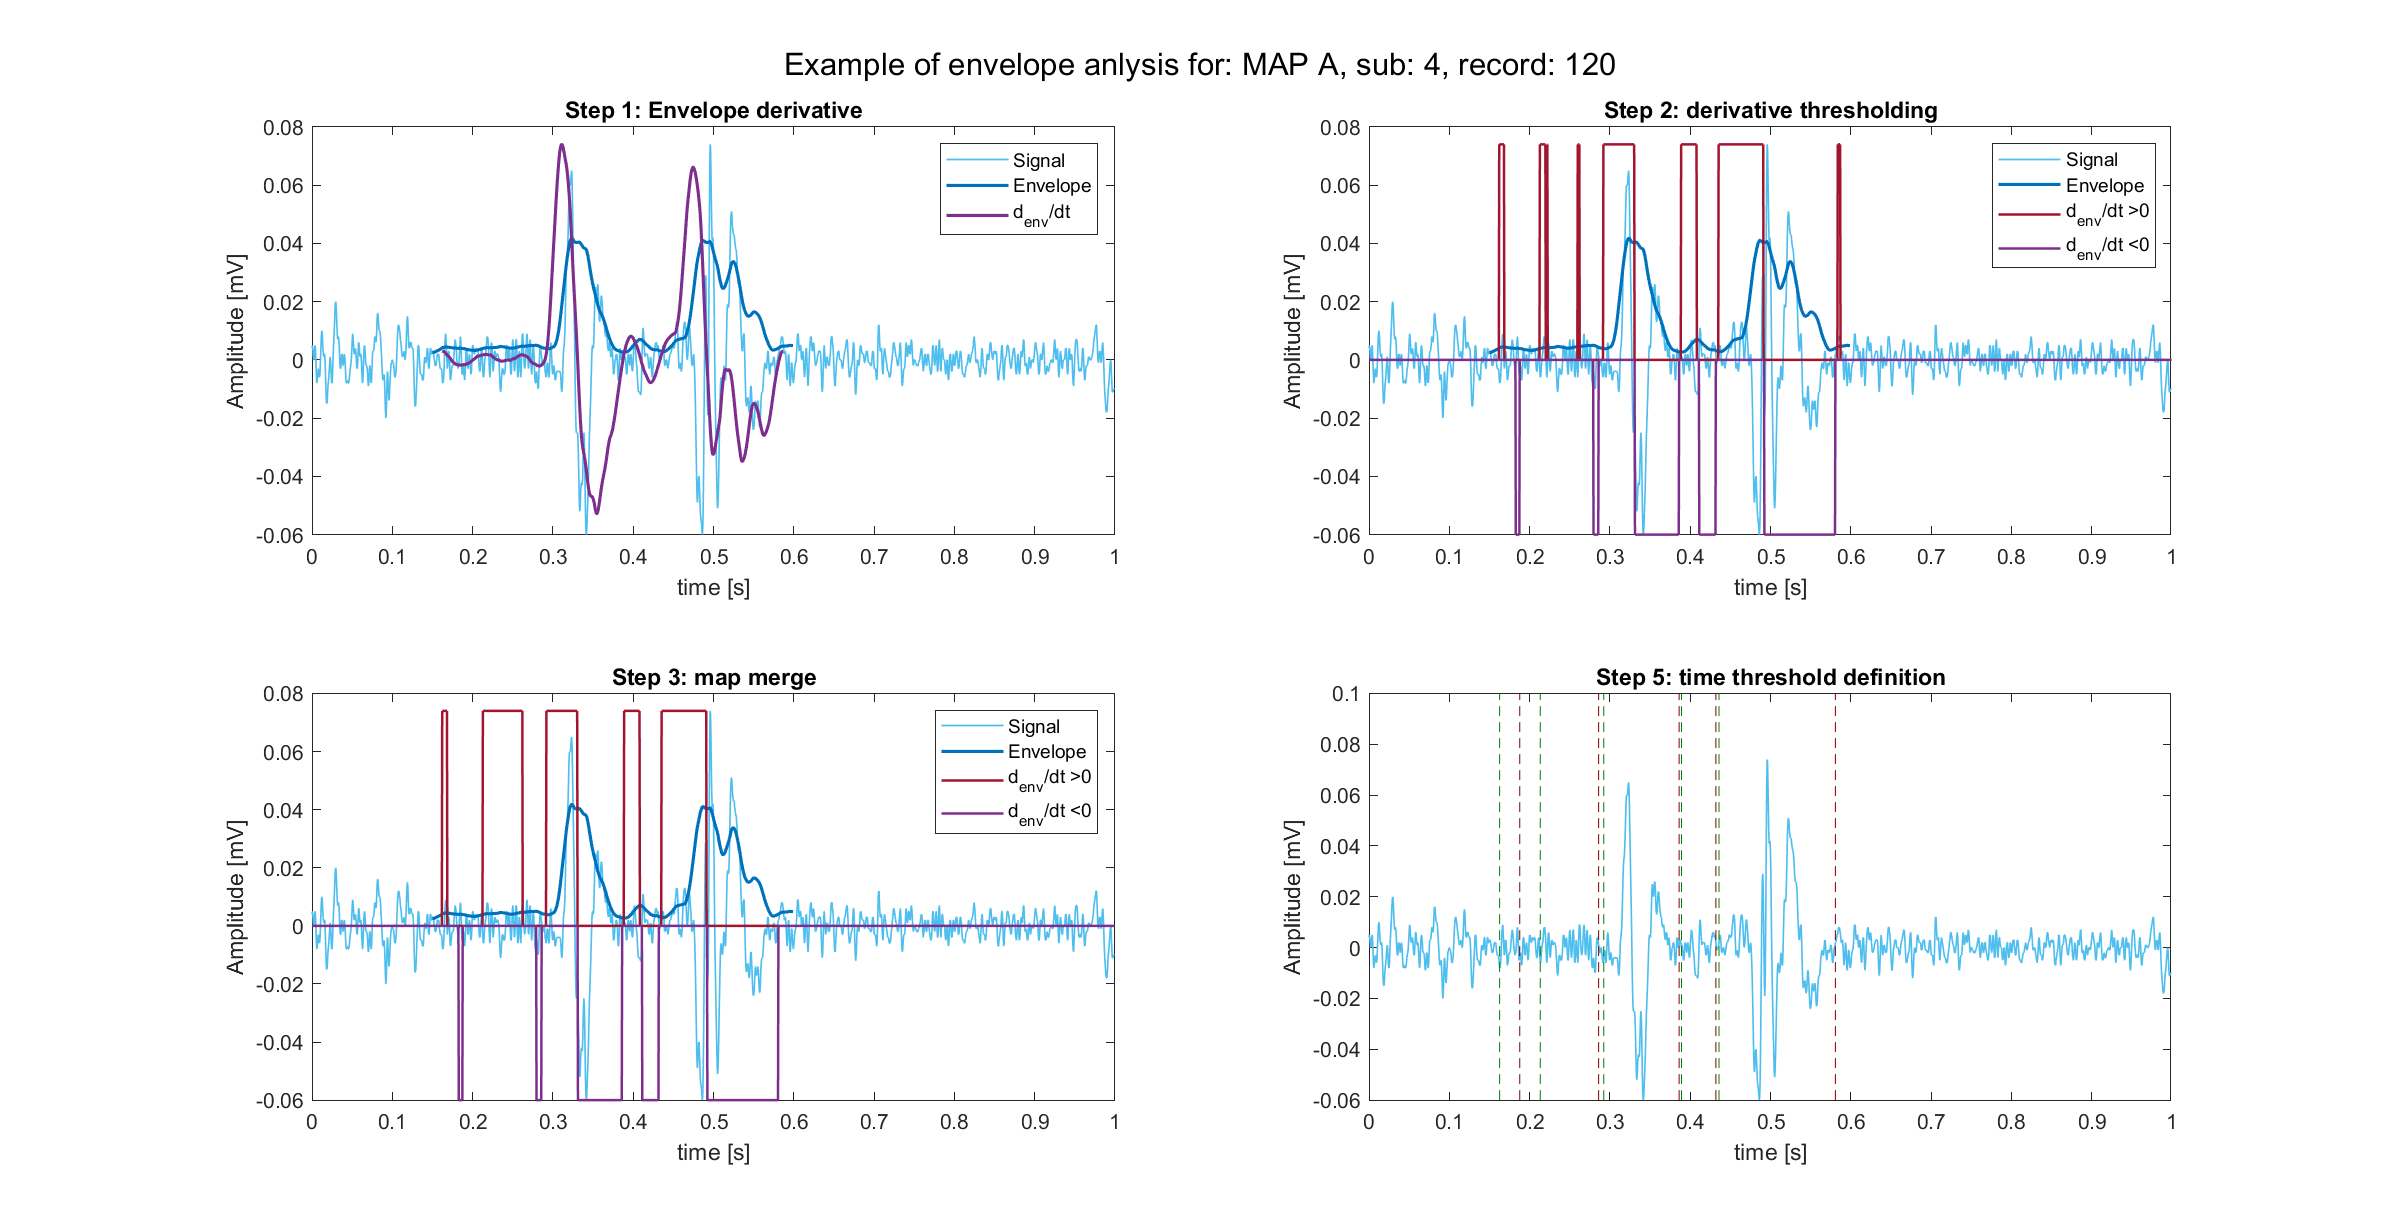 Example of envelope anlysis for: MAP A, sub: 4, record: 120
Step 1: Envelope derivative
0.08
0.06
0.04
0.02
0
-0.02
-0.04
-0.06
Amplitude [mV]
0 0.1 0.2 0.3 0.4 0.5 0.6 0.7 0.8 0.9 1
time [s]
Signal
Envelope
d_env/dt
Step 2: derivative thresholding
0.08
0.06
0.04
0.02
0
-0.02
-0.04
-0.06
Amplitude [mV]
0 0.1 0.2 0.3 0.4 0.5 0.6 0.7 0.8 0.9 1
time [s]
Signal
Envelope
d_env/dt >0
d_env/dt <0
Step 3: map merge
0.08
0.06
0.04
0.02
0
-0.02
-0.04
-0.06
Amplitude [mV]
0 0.1 0.2 0.3 0.4 0.5 0.6 0.7 0.8 0.9 1
time [s]
Signal
Envelope
d_env/dt >0
d_env/dt <0
Step 5: time threshold definition
0.1
0.08
0.06
0.04
0.02
0
-0.02
-0.04
-0.06
Amplitude [mV]
0 0.1 0.2 0.3 0.4 0.5 0.6 0.7 0.8 0.9 1
time [s]